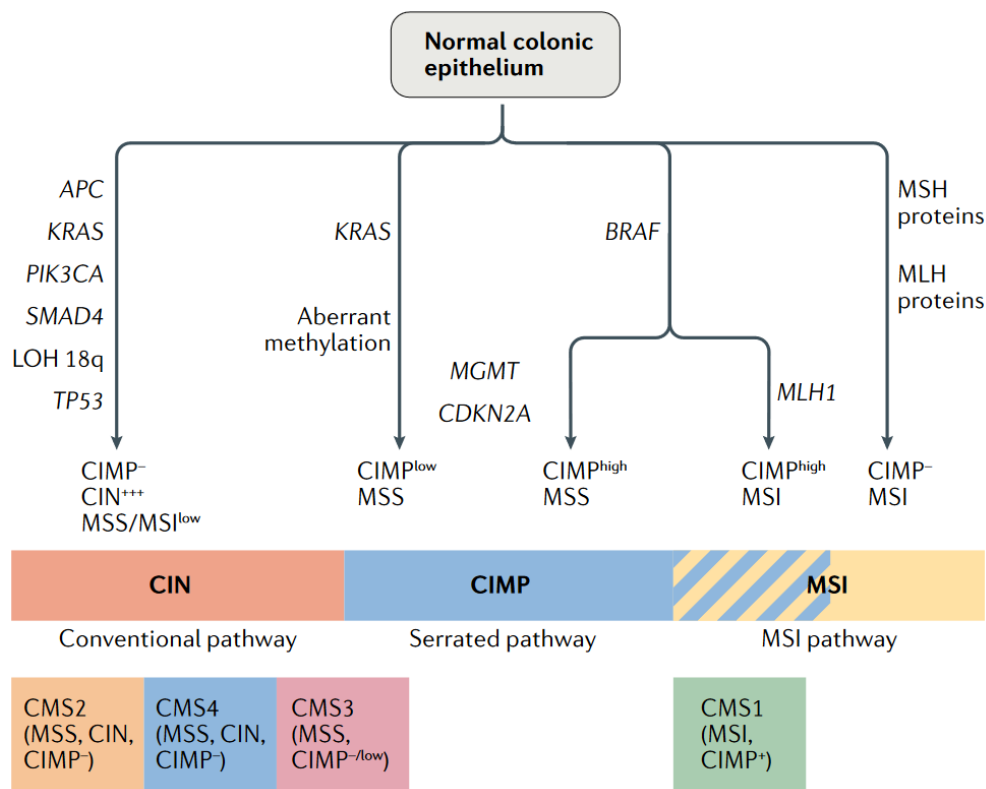 Normal colonic
epithelium
APC
KRAS
PIK3CA
SMAD4
LOH 18q
TP53
KRAS
Aberrant
methylation
BRAF
MGMT
CDKN2A
MLH1
MSH
proteins
MLH
proteins
CIMP⁻
CIN⁺⁺⁺
MSS/MSIˡᵒʷ
CIMPˡᵒʷ
MSS
CIMPʰⁱᵍʰ
MSS
CIMPʰⁱᵍʰ
MSI
CIMP⁻
MSI
CIN
CIMP
MSI
Conventional pathway
Serrated pathway
MSI pathway
CMS2
(MSS, CIN,
CIMP⁻)
CMS4
(MSS, CIN,
CIMP⁻)
CMS3
(MSS,
CIMP⁻/ˡᵒʷ)
CMS1
(MSI,
CIMP⁺)